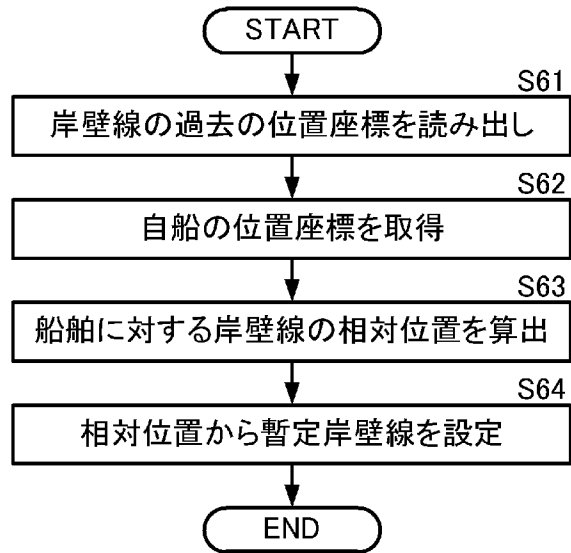 START
S61
岸壁線の過去の位置座標を読み出し
S62
自船の位置座標を取得
S63
船舶に対する岸壁線の相対位置を算出
S64
相対位置から暫定岸壁線を設定
END